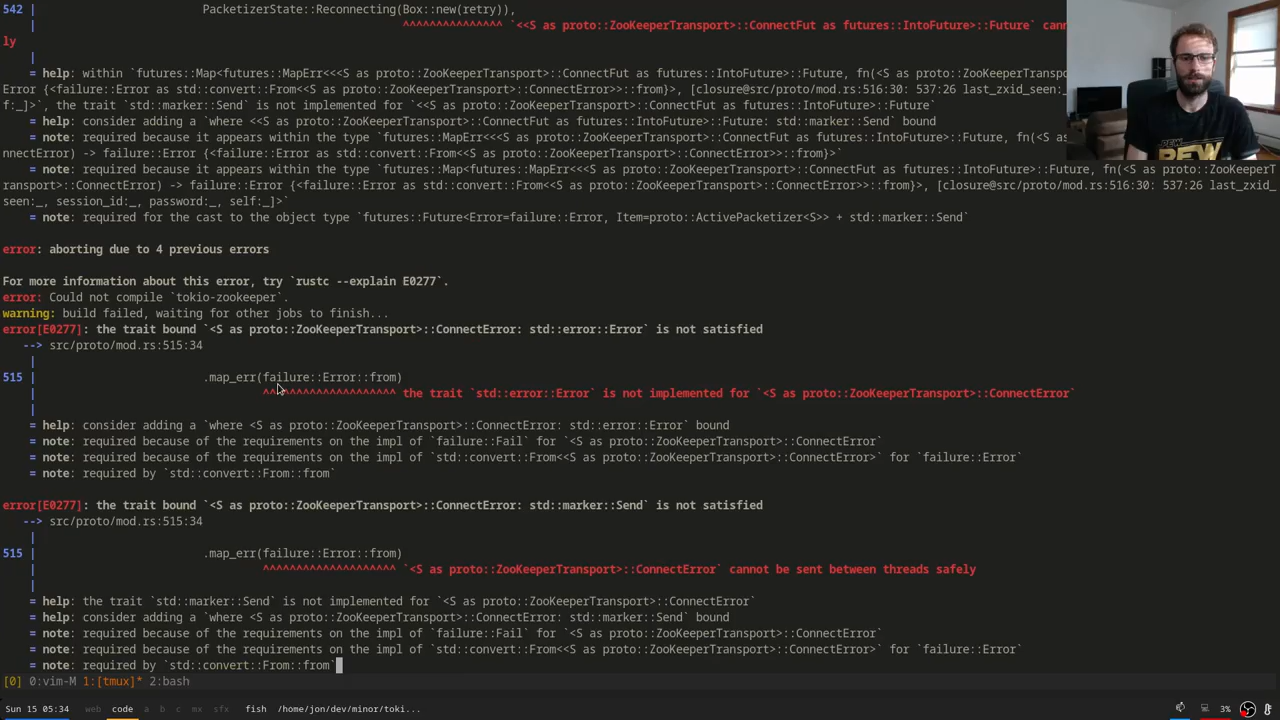 542 |                         PacketizerState::Reconnecting(Box::new(retry)),
    |                                                       ^^^^^^^^^^^^^^^ `<<S as proto::ZooKeeperTransport>::ConnectFut as futures::IntoFuture>::Future` cann
ly
    |
    = help: within `futures::Map<futures::MapErr<<<S as proto::ZooKeeperTransport>::ConnectFut as futures::IntoFuture>::Future, fn(<S as proto::ZooKeeperTransp
Error {<failure::Error as std::convert::From<<S as proto::ZooKeeperTransport>::ConnectError>>::from}>, [closure@src/proto/mod.rs:516:30: 537:26 last_zxid_seen:_
f:_]>`, the trait `std::marker::Send` is not implemented for `<<S as proto::ZooKeeperTransport>::ConnectFut as futures::IntoFuture>::Future`
    = help: consider adding a `where <<S as proto::ZooKeeperTransport>::ConnectFut as futures::IntoFuture>::Future: std::marker::Send` bound
    = note: required because it appears within the type `futures::MapErr<<<S as proto::ZooKeeperTransport>::ConnectFut as futures::IntoFuture>::Future, fn(<S as pro
nnectError) -> failure::Error {<failure::Error as std::convert::From<<S as proto::ZooKeeperTransport>::ConnectError>>::from}>`
    = note: required because it appears within the type `futures::Map<futures::MapErr<<<S as proto::ZooKeeperTransport>::ConnectFut as futures::IntoFuture>::Future, fn(<S as proto::ZooKeeperT
ransport>::ConnectError) -> failure::Error {<failure::Error as std::convert::From<<S as proto::ZooKeeperTransport>::ConnectError>>::from}>, [closure@src/proto/mod.rs:516:30: 537:26 last_zxid_
seen:_, session_id:_, password:_, self:_]>`
    = note: required for the cast to the object type `futures::Future<Error=failure::Error, Item=proto::ActivePacketizer<S>> + std::marker::Send`
error: aborting due to 4 previous errors
For more information about this error, try `rustc --explain E0277`.
error: Could not compile `tokio-zookeeper`.
warning: build failed, waiting for other jobs to finish...
error[E0277]: the trait bound `<S as proto::ZooKeeperTransport>::ConnectError: std::error::Error` is not satisfied
   --> src/proto/mod.rs:515:34
    |
515 |                         .map_err(failure::Error::from)
    |                                  ^^^^^^^^^^^^^^^^^^^^ the trait `std::error::Error` is not implemented for `<S as proto::ZooKeeperTransport>::ConnectError`
    |
    = help: consider adding a `where <S as proto::ZooKeeperTransport>::ConnectError: std::error::Error` bound
    = note: required because of the requirements on the impl of `failure::Fail` for `<S as proto::ZooKeeperTransport>::ConnectError`
    = note: required because of the requirements on the impl of `std::convert::From<<S as proto::ZooKeeperTransport>::ConnectError>` for `failure::Error`
    = note: required by `std::convert::From::from`
error[E0277]: the trait bound `<S as proto::ZooKeeperTransport>::ConnectError: std::marker::Send` is not satisfied
   --> src/proto/mod.rs:515:34
    |
515 |                         .map_err(failure::Error::from)
    |                                  ^^^^^^^^^^^^^^^^^^^^ `<S as proto::ZooKeeperTransport>::ConnectError` cannot be sent between threads safely
    |
    = help: the trait `std::marker::Send` is not implemented for `<S as proto::ZooKeeperTransport>::ConnectError`
    = help: consider adding a `where <S as proto::ZooKeeperTransport>::ConnectError: std::marker::Send` bound
    = note: required because of the requirements on the impl of `failure::Fail` for `<S as proto::ZooKeeperTransport>::ConnectError`
    = note: required because of the requirements on the impl of `std::convert::From<<S as proto::ZooKeeperTransport>::ConnectError>` for `failure::Error`
    = note: required by `std::convert::From::from`
[0] 0:vim-M 1:[tmux]* 2:bash
Sun 15 05:34 web code a b c mx sfx fish /home/jon/dev/minor/toki... 3%
PEW
PEW